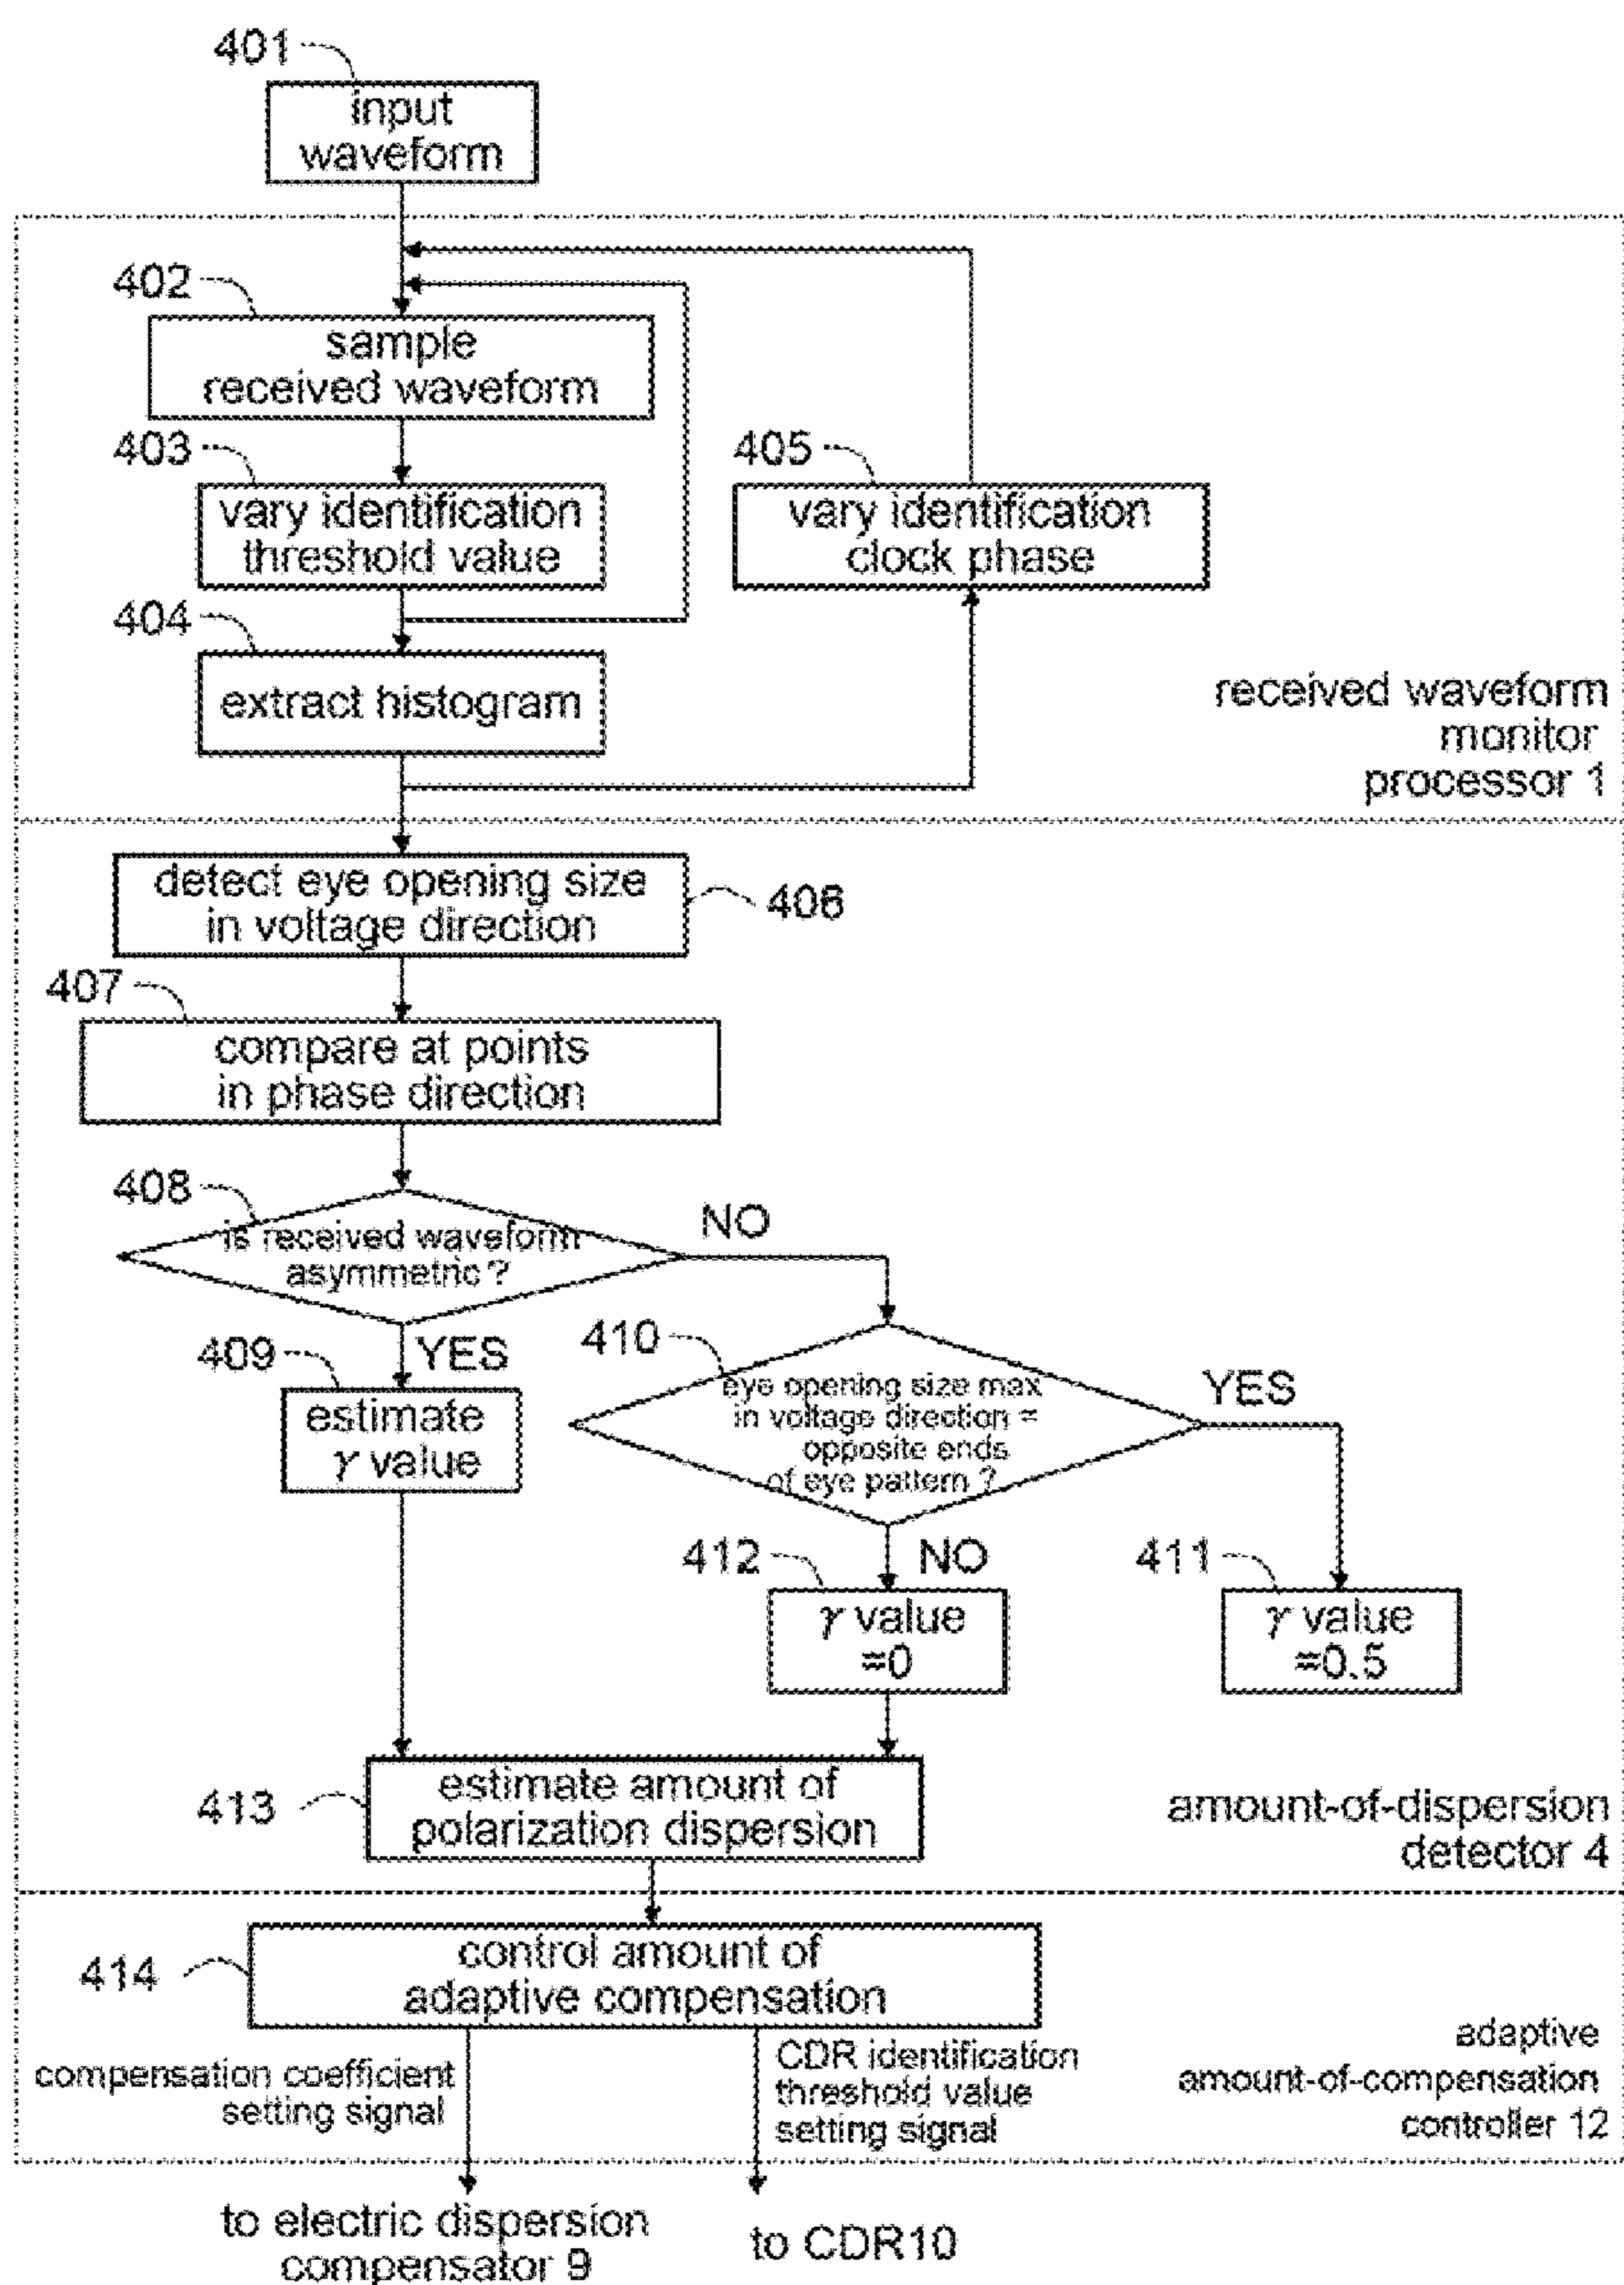 401
input
waveform
402
sample
received waveform
403
vary identification
threshold value
405
vary identification
clock phase
404
extract histogram
received waveform
monitor
processor 1
detect eye opening size
in voltage direction
406
407
compare at points
in phase direction
408
is received waveform
asymmetric ?
NO
YES
409
estimate
γ value
410
eye opening size max
in voltage direction =
opposite ends
of eye pattern ?
YES
NO
412
γ value
=0
411
γ value
=0.5
413
estimate amount of
polarization dispersion
amount-of-dispersion
detector 4
414
control amount of
adaptive compensation
compensation coefficient
setting signal
CDR identification
threshold value
setting signal
adaptive
amount-of-compensation
controller 12
to electric dispersion
compensator 9
to CDR10